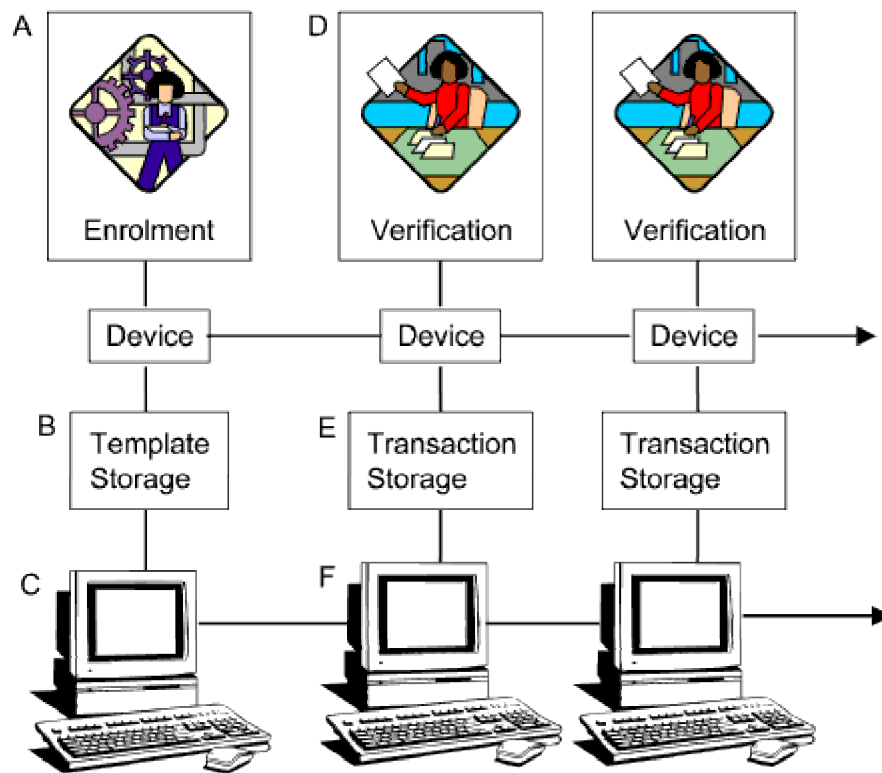 A
D
Enrolment
Verification
Verification
Device
Device
Device
B
Template
Storage
E
Transaction
Storage
Transaction
Storage
C
F